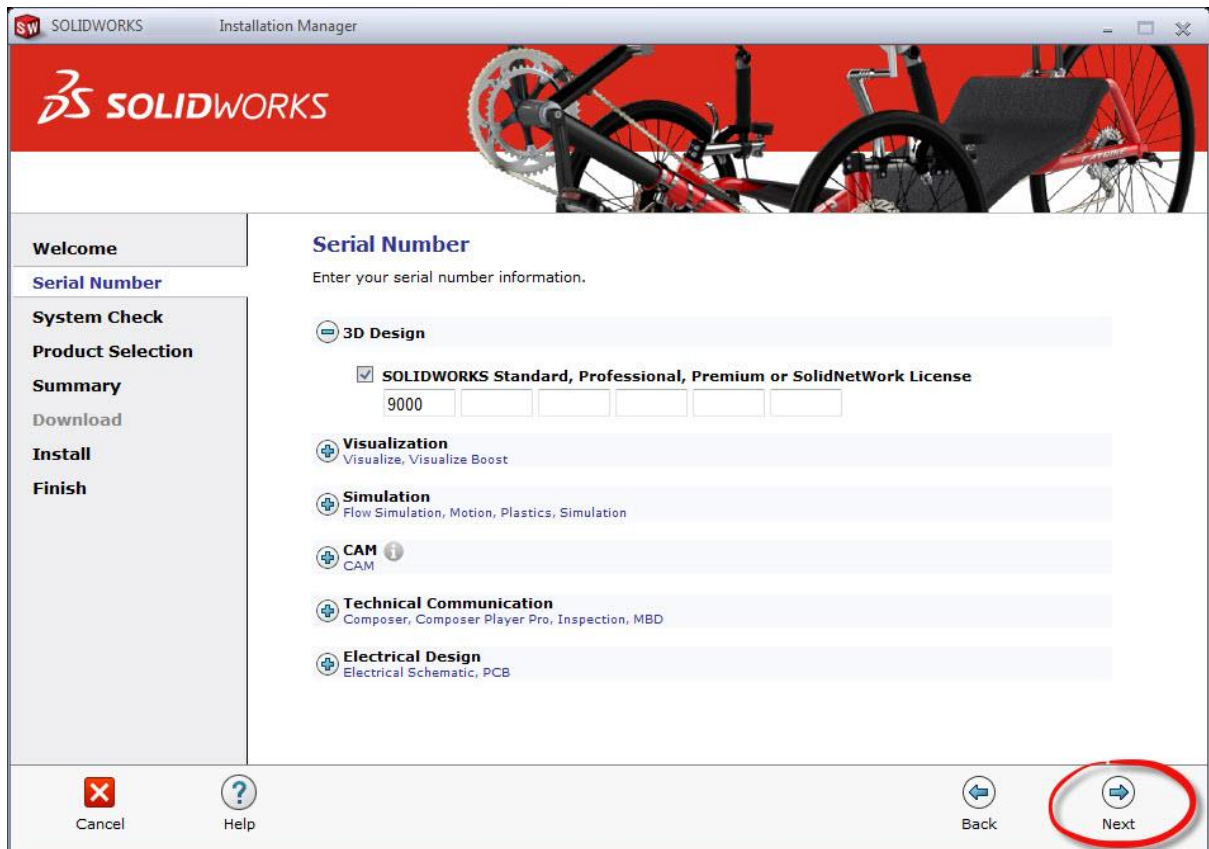 SW SOLIDWORKS Installation Manager
3S SOLIDWORKS
Welcome
Serial Number
System Check
Product Selection
Summary
Download
Install
Finish
Serial Number
Enter your serial number information.
3D Design
SOLIDWORKS Standard, Professional, Premium or SolidNetWork License
9000
Visualization
Visualize, Visualize Boost
Simulation
Flow Simulation, Motion, Plastics, Simulation
CAM
CAM
Technical Communication
Composer, Composer Player Pro, Inspection, MBD
Electrical Design
Electrical Schematic, PCB
Cancel
Help
Back
Next